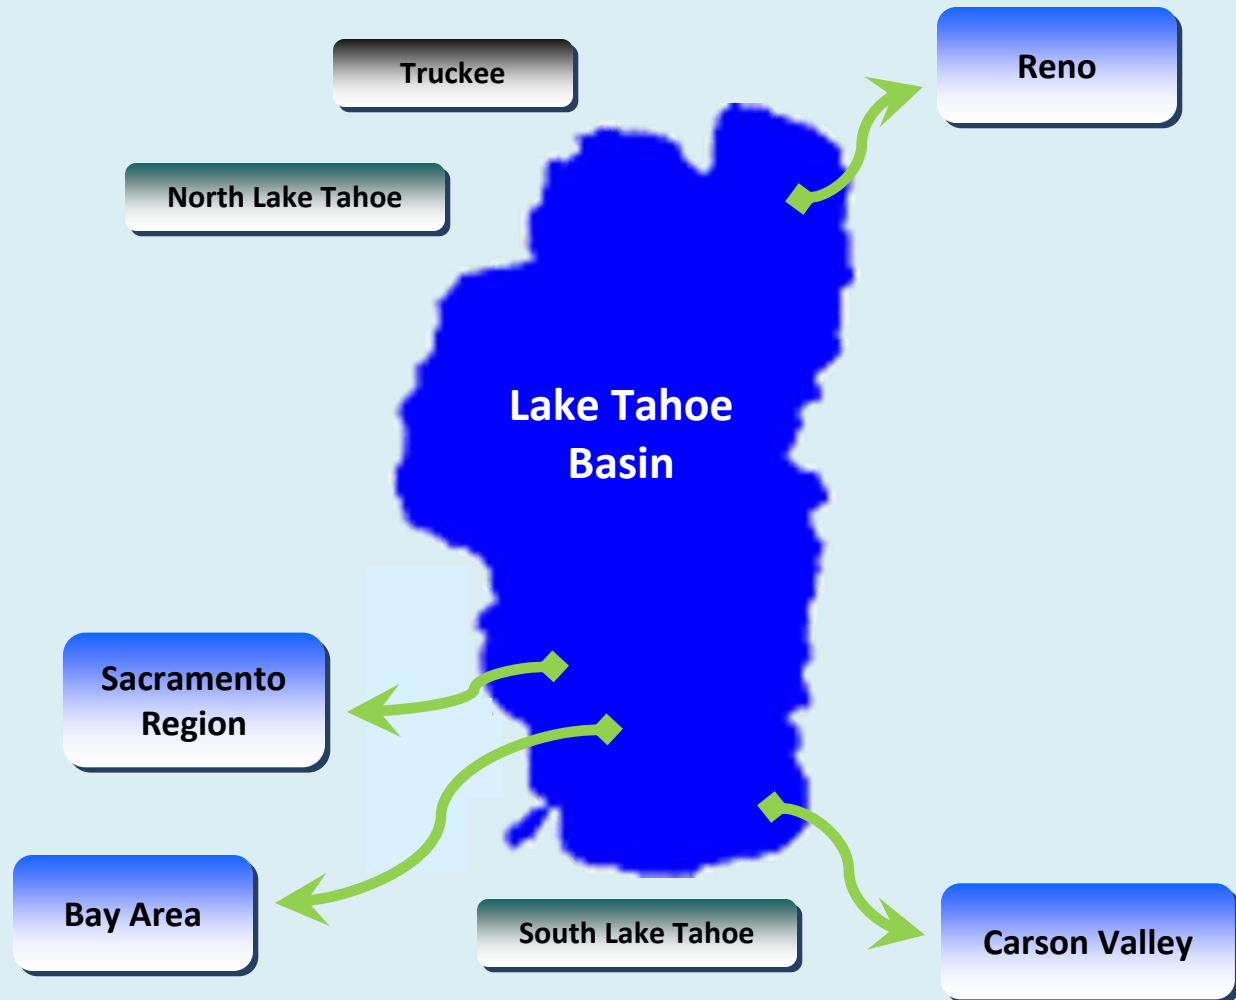 Truckee
Reno
North Lake Tahoe
Lake Tahoe
Basin
Sacramento
Region
Bay Area
South Lake Tahoe
Carson Valley